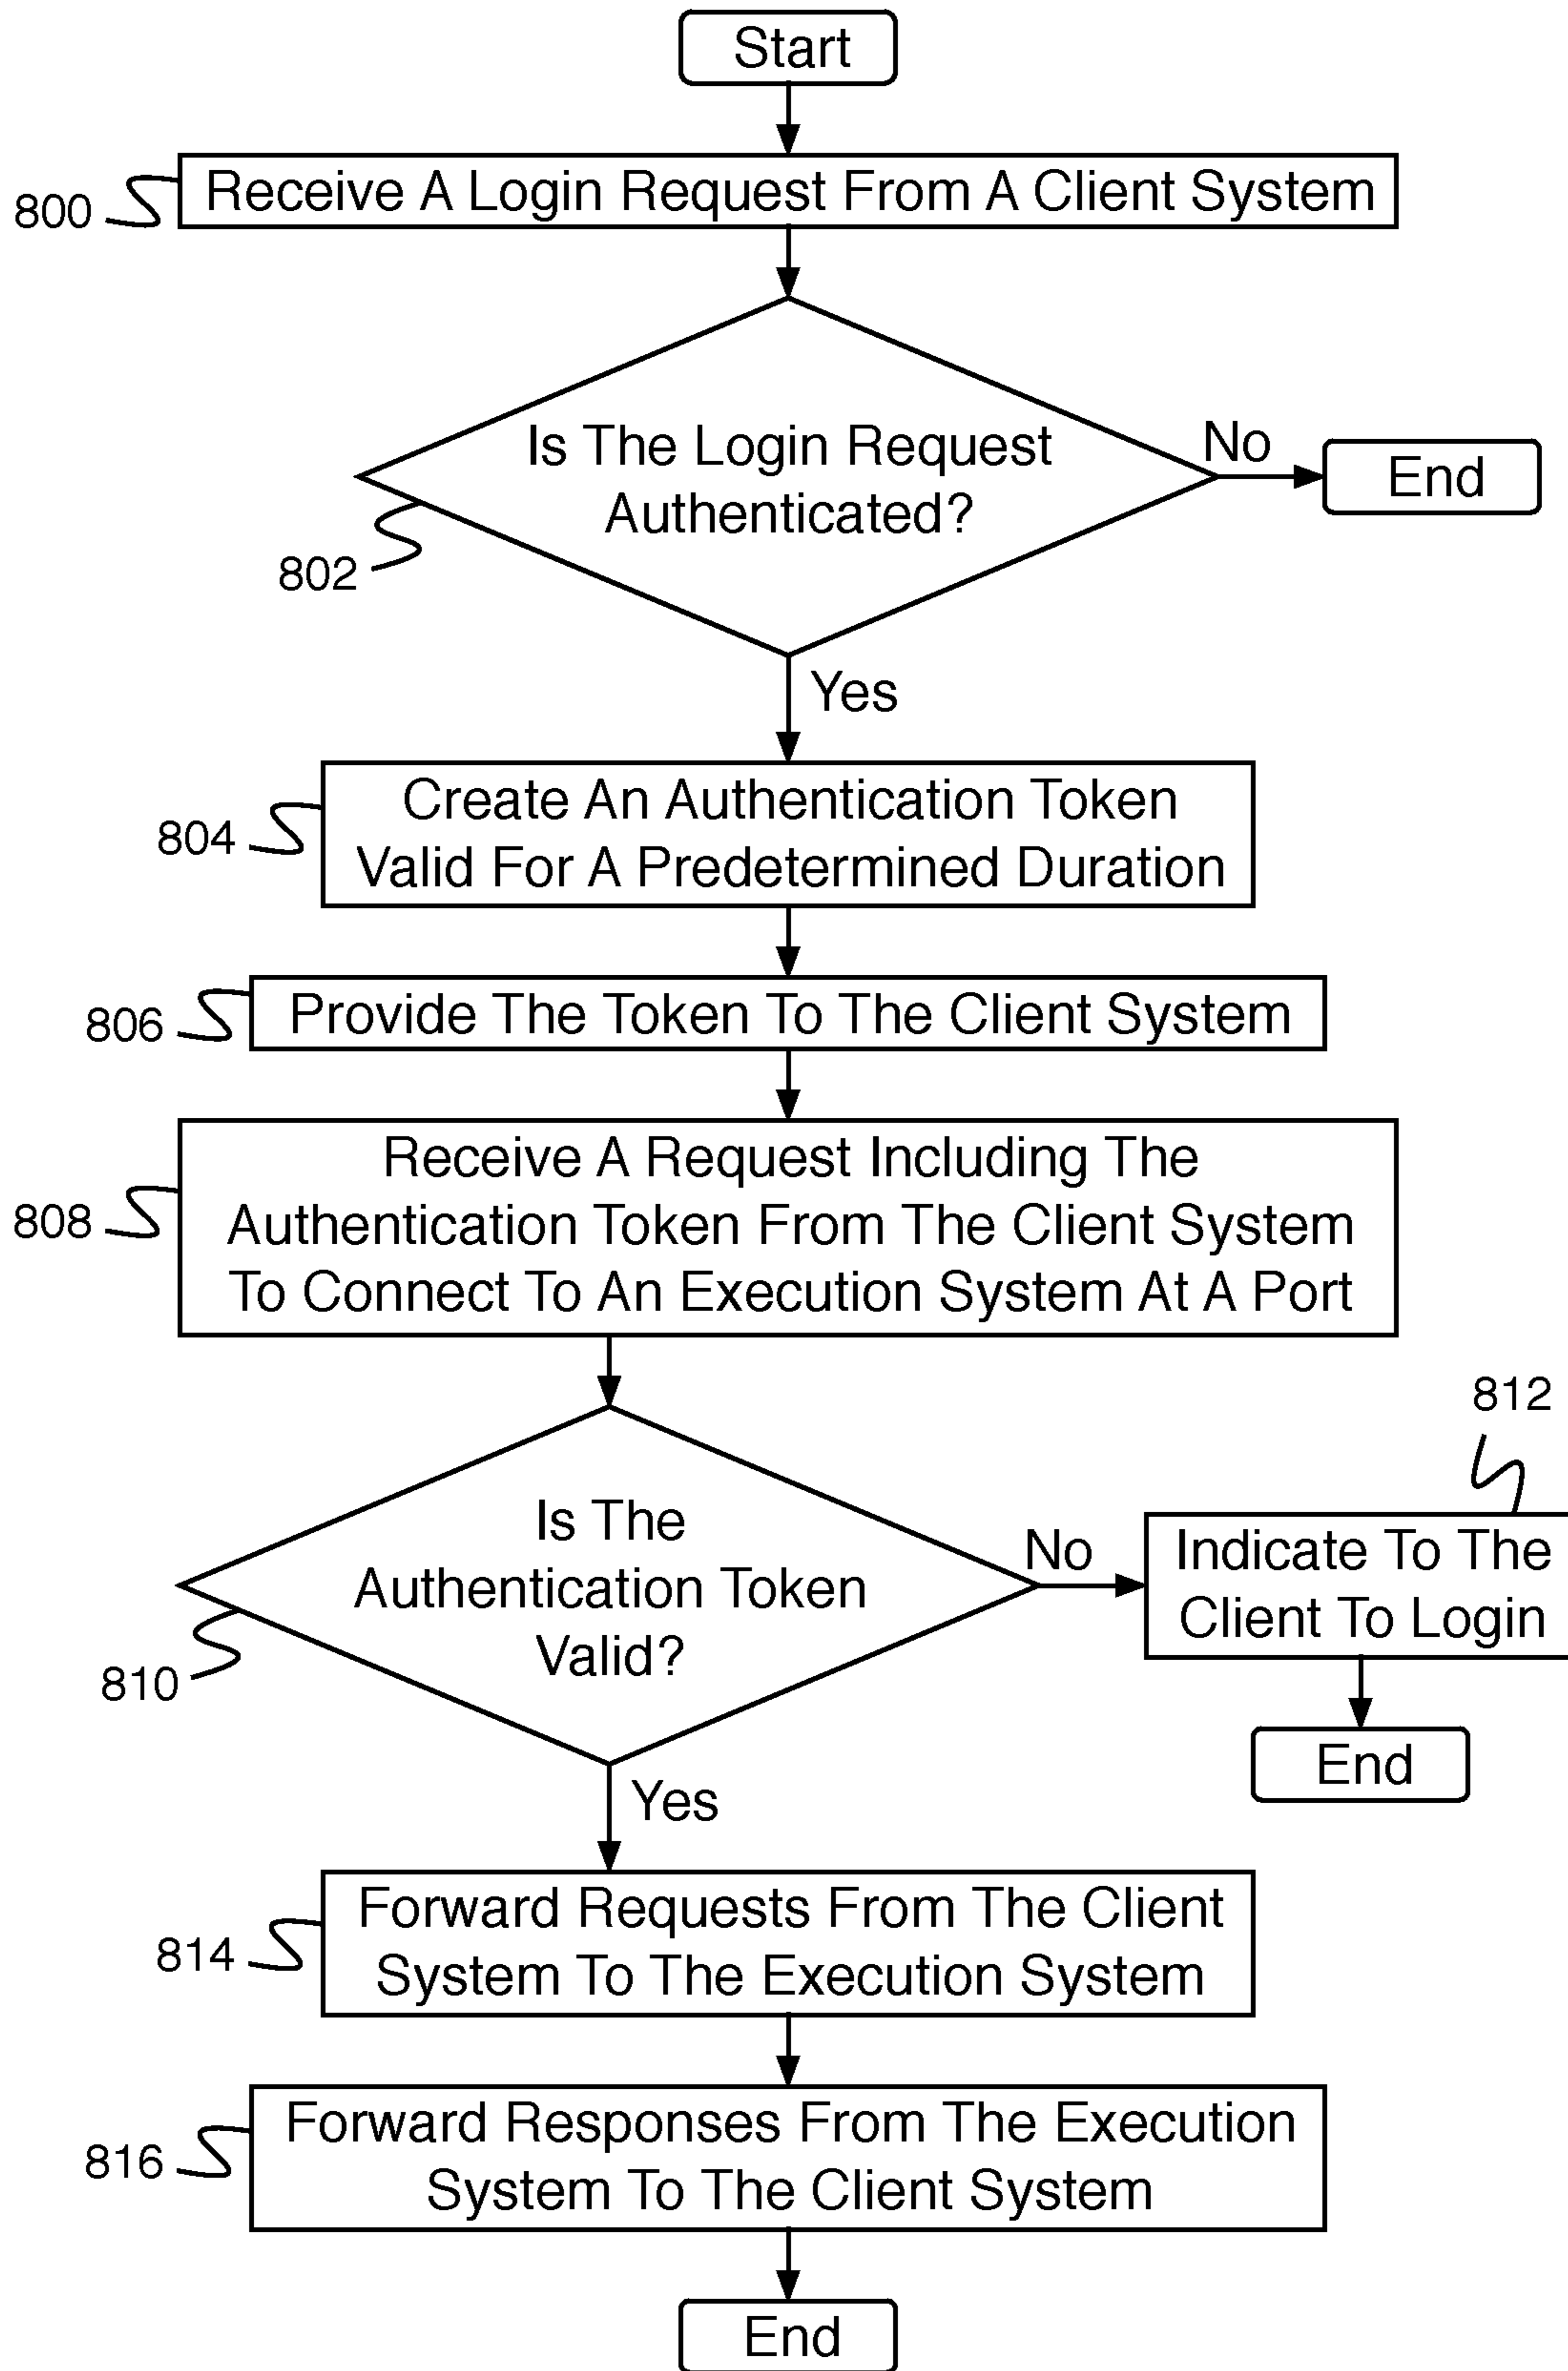 Start
800
Receive A Login Request From A Client System
Is The Login Request
Authenticated?
No
End
802
Yes
804
Create An Authentication Token
Valid For A Predetermined Duration
806
Provide The Token To The Client System
808
Receive A Request Including The
Authentication Token From The Client System
To Connect To An Execution System At A Port
812
Is The
Authentication Token
Valid?
No
Indicate To The
Client To Login
810
End
Yes
814
Forward Requests From The Client
System To The Execution System
816
Forward Responses From The Execution
System To The Client System
End